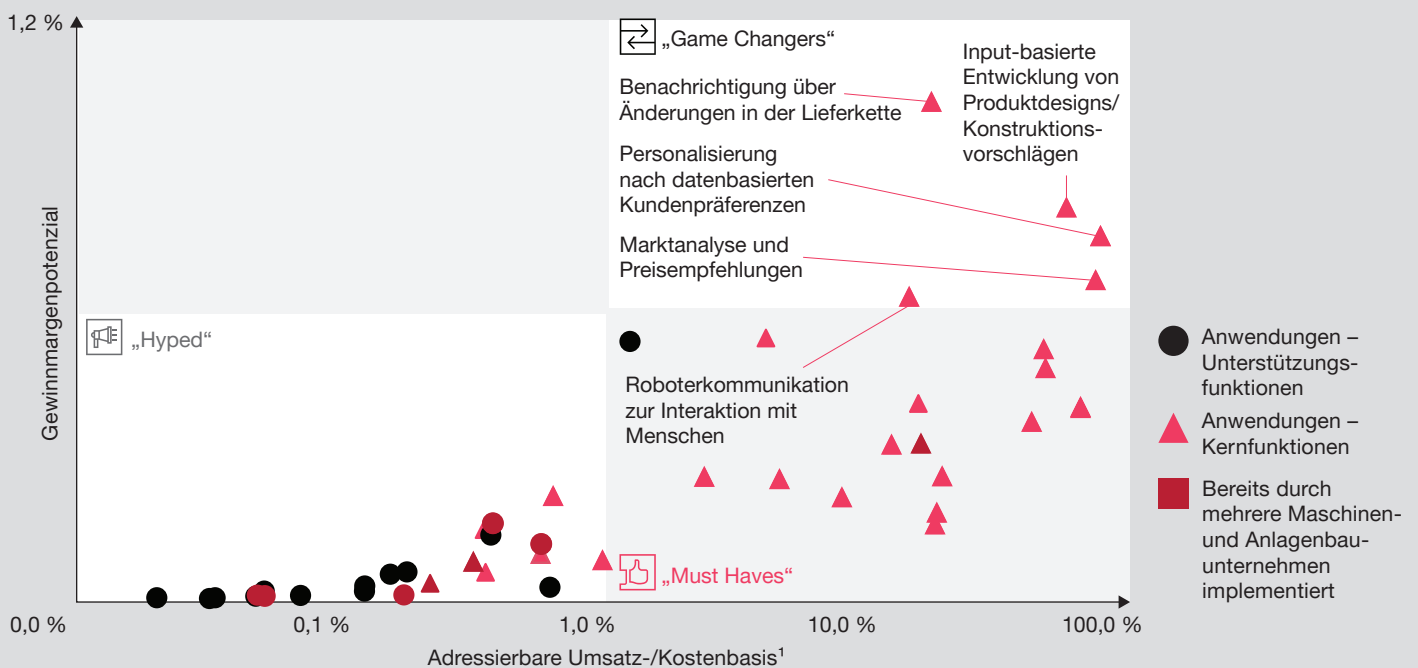 1,2 %
Gewinnmargenpotenzial
„Game Changers“
Benachrichtigung über
Änderungen in der Lieferkette
Personalisierung
nach datenbasierten
Kundenpräferenzen
Marktanalyse und
Preisempfehlungen
Input-basierte
Entwicklung von
Produktdesigns/
Konstruktions-
vorschlägen
„Hyped“
Roboterkommunikation
zur Interaktion mit
Menschen
„Must Haves“
0,0 %
0,1 %
1,0 %
10,0 %
100,0 %
Adressierbare Umsatz-/Kostenbasis¹
Anwendungen –
Unterstützungs-
funktionen
Anwendungen –
Kernfunktionen
Bereits durch
mehrere Maschinen-
und Anlagenbau-
unternehmen
implementiert